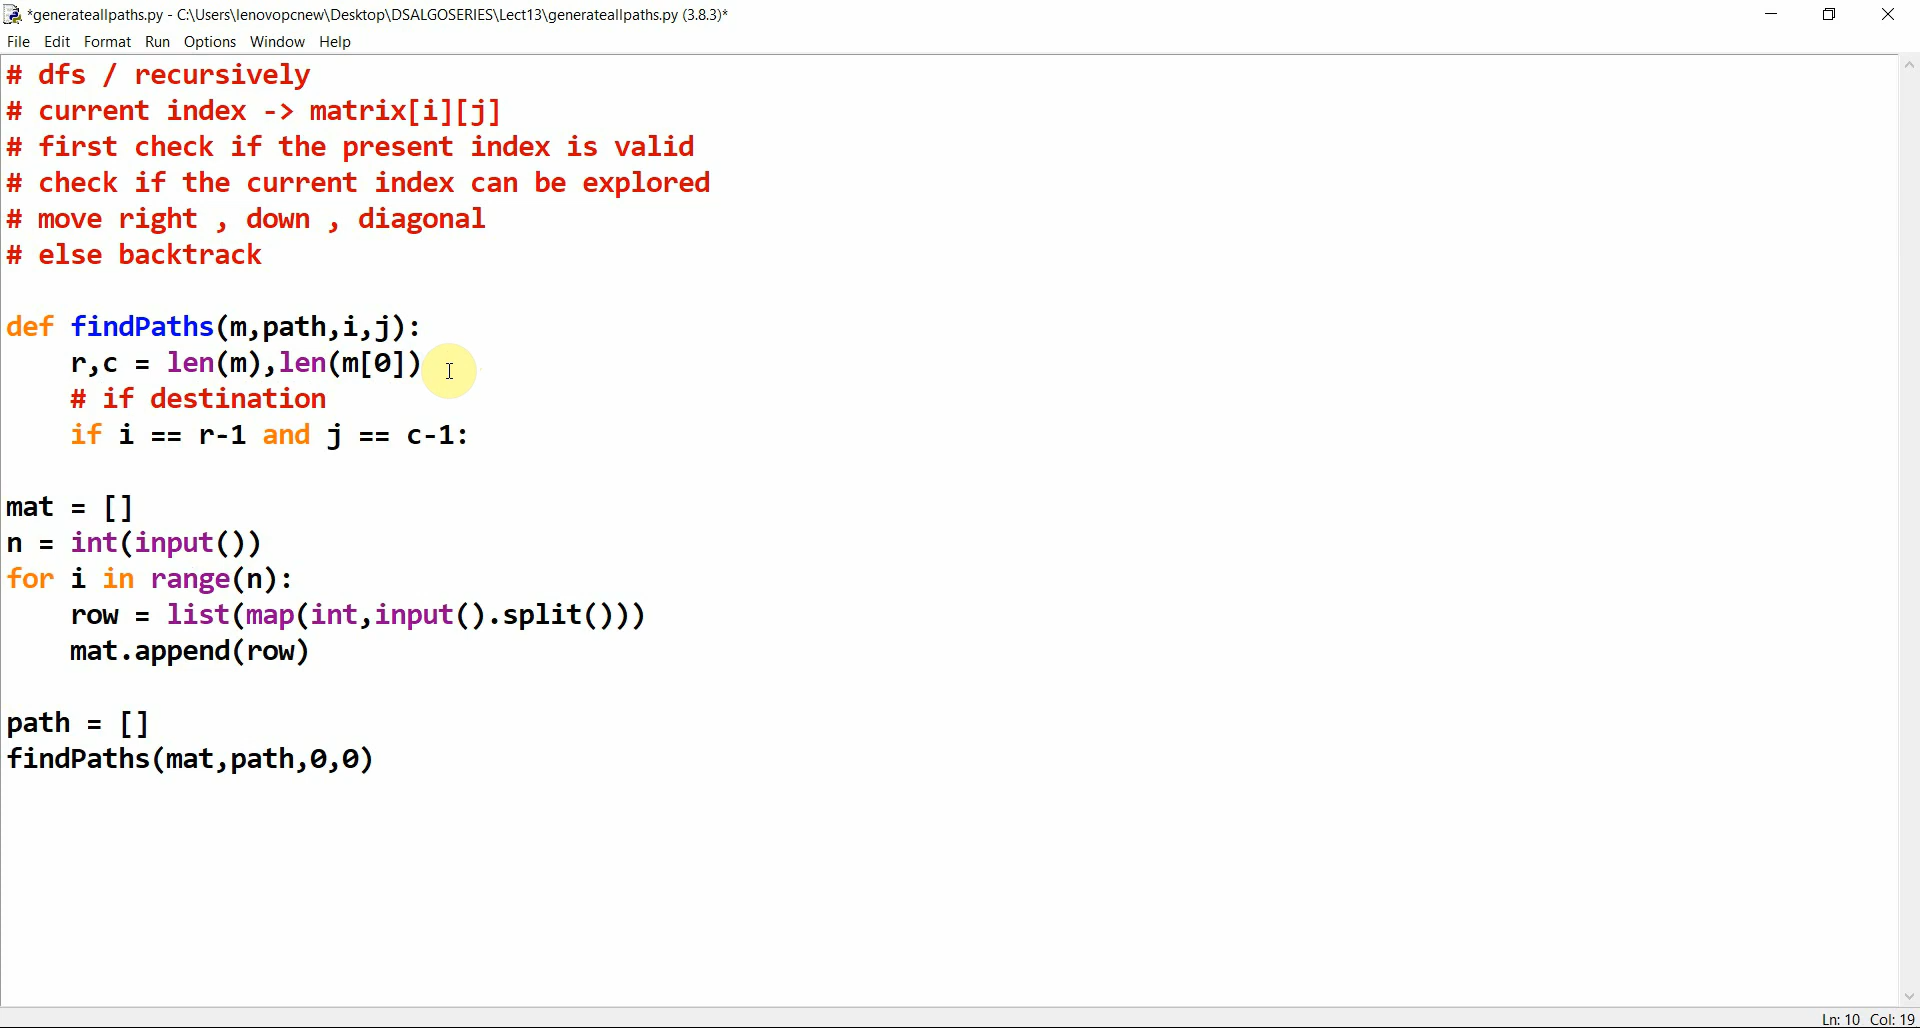 *generateallpaths.py - C:\Users\lenovopcnew\Desktop\DSALGOSERIES\Lect13\generateallpaths.py (3.8.3)*
File Edit Format Run Options Window Help
# dfs / recursively
# current index -> matrix[i][j]
# first check if the present index is valid
# check if the current index can be explored
# move right , down , diagonal
# else backtrack
def findPaths(m,path,i,j):
    r,c = len(m),len(m[0])
    # if destination
    if i == r-1 and j == c-1:
mat = []
n = int(input())
for i in range(n):
    row = list(map(int,input().split()))
    mat.append(row)
path = []
findPaths(mat,path,0,0)
Ln: 10 Col: 19